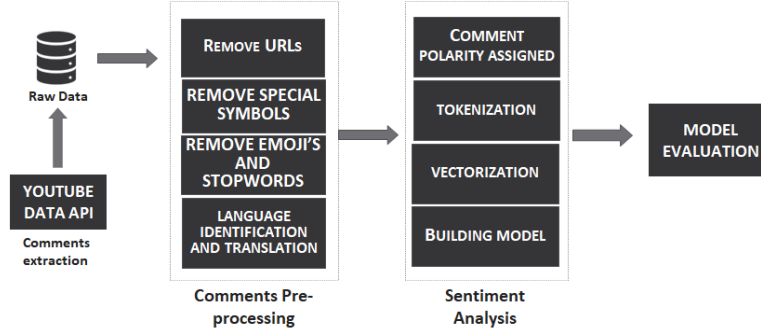 Raw Data
YOUTUBE
DATA API
Comments
extraction
REMOVE URLS
REMOVE SPECIAL
SYMBOLS
REMOVE EMOJI'S
AND
STOPWORDS
LANGUAGE
IDENTIFICATION
AND TRANSLATION
Comments Pre-
processing
COMMENT
POLARITY ASSIGNED
TOKENIZATION
VECTORIZATION
BUILDING MODEL
Sentiment
Analysis
MODEL
EVALUATION